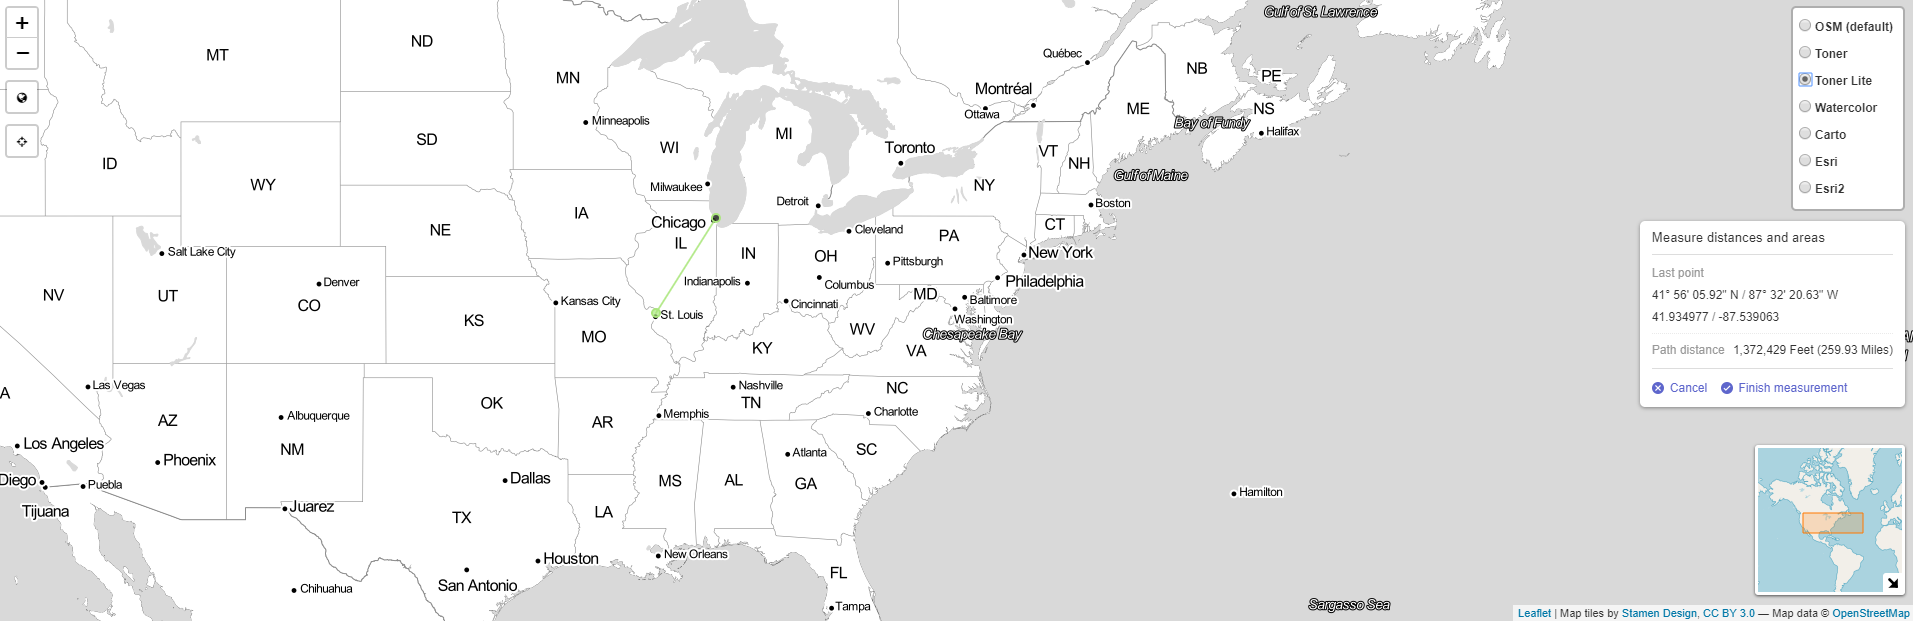 +
−
Gulf of St. Lawrence
ND
MT
Québec
MN
NB
PE
Montréal
Ottawa
ME
NS
Minneapolis
Bay of Fundy
Halifax
SD
MI
WI
Toronto
VT
NH
ID
Gulf of Maine
WY
NY
Milwaukee
Detroit
Boston
IA
Chicago
CT
NE
Cleveland
PA
IL
Salt Lake City
IN
OH
New York
Pittsburgh
Indianapolis
Columbus
Philadelphia
Denver
NV
UT
CO
MD
Baltimore
Kansas City
Cincinnati
St. Louis
Washington
KS
WV
Chesapeake Bay
MO
KY
VA
Las Vegas
Nashville
NC
A
OK
TN
Memphis
Charlotte
Albuquerque
AZ
AR
Los Angeles
NM
SC
Atlanta
Phoenix
Dallas
MS
AL
GA
Diego
Puebla
Hamilton
Tijuana
Juarez
LA
TX
New Orleans
Houston
FL
San Antonio
Chihuahua
Tampa
Sargasso Sea
OSM (default)
Toner
Toner Lite
Watercolor
Carto
Esri
Esri2
Measure distances and areas
Last point
41° 56' 05.92" N / 87° 32' 20.63" W
41.934977 / -87.539063
Path distance 1,372,429 Feet (259.93 Miles)
Cancel Finish measurement
Leaflet | Map tiles by Stamen Design, CC BY 3.0 — Map data © OpenStreetMap